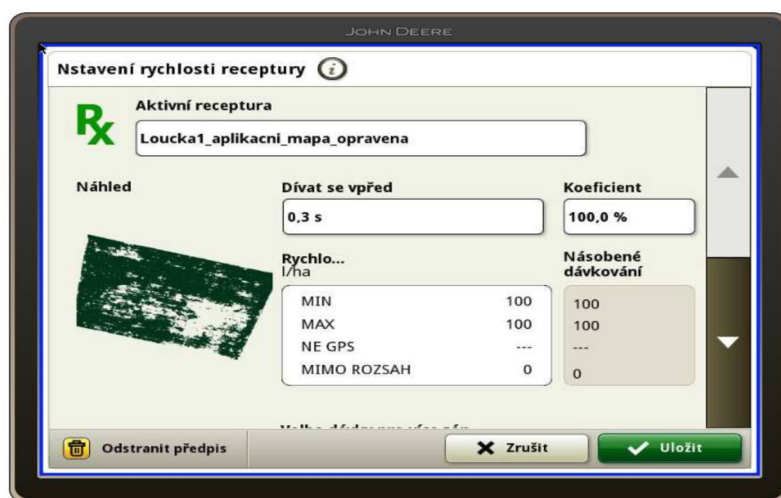 JOHN DEERE
Nstavení rychlosti receptury
Aktivní receptura
Rx
Loucka1_aplikacni_mapa_opravena
Náhled
Dívat se vpřed
Koeficient
0,3 s
100,0 %
Rychlo...
l/ha
Násobené
dávkování
MIN 100 100
MAX 100 100
NE GPS --- ---
MIMO ROZSAH 0 0
Odstranit předpis
Zrušit
Uložit